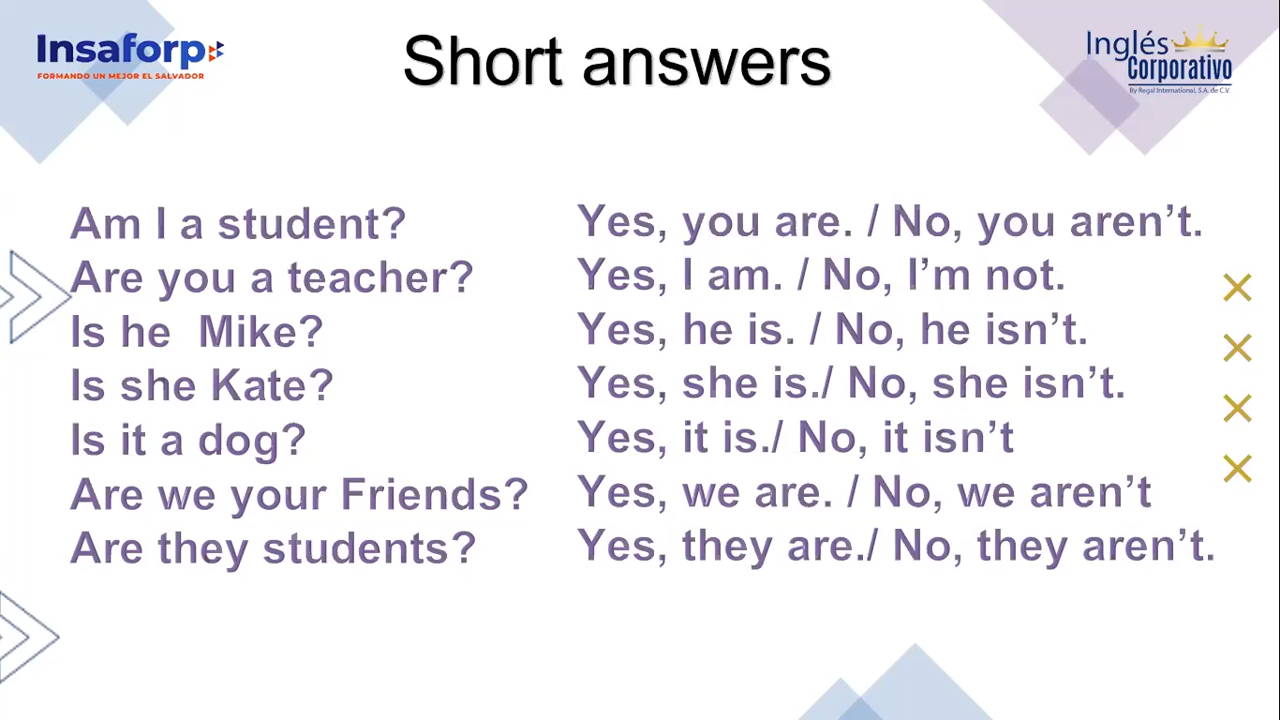 Insaforp
FORMANDO UN MEJOR EL SALVADOR
Short answers
Inglés
Corporativo
By Regal International, S.A. de C.V.
Am I a student? Yes, you are. / No, you aren’t.
Are you a teacher? Yes, I am. / No, I’m not.
Is he  Mike? Yes, he is. / No, he isn’t.
Is she Kate? Yes, she is./ No, she isn’t.
Is it a dog? Yes, it is./ No, it isn’t
Are we your Friends? Yes, we are. / No, we aren’t
Are they students? Yes, they are./ No, they aren’t.